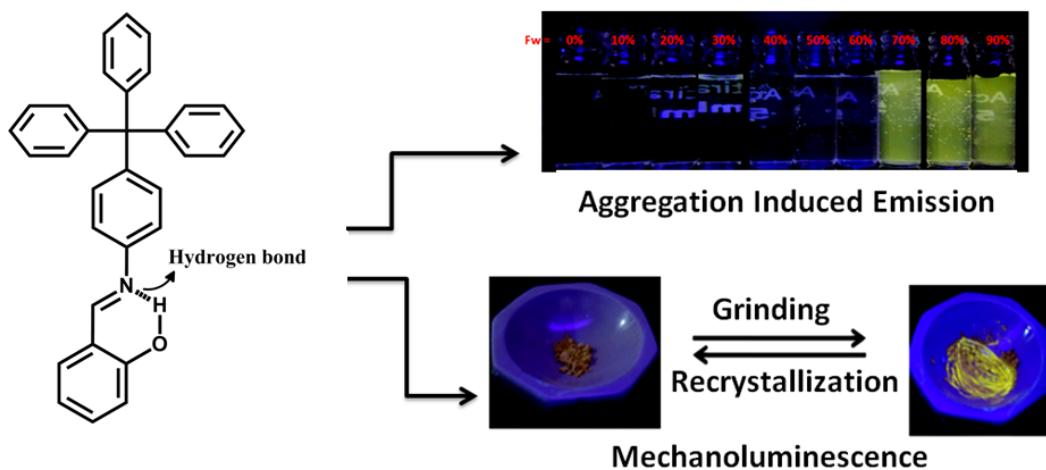 Fw = 0% 10% 20% 30% 40% 50% 60% 70% 80% 90%
Aggregation Induced Emission
Hydrogen bond
N
H
O
Grinding
Recrystallization
Mechanoluminescence